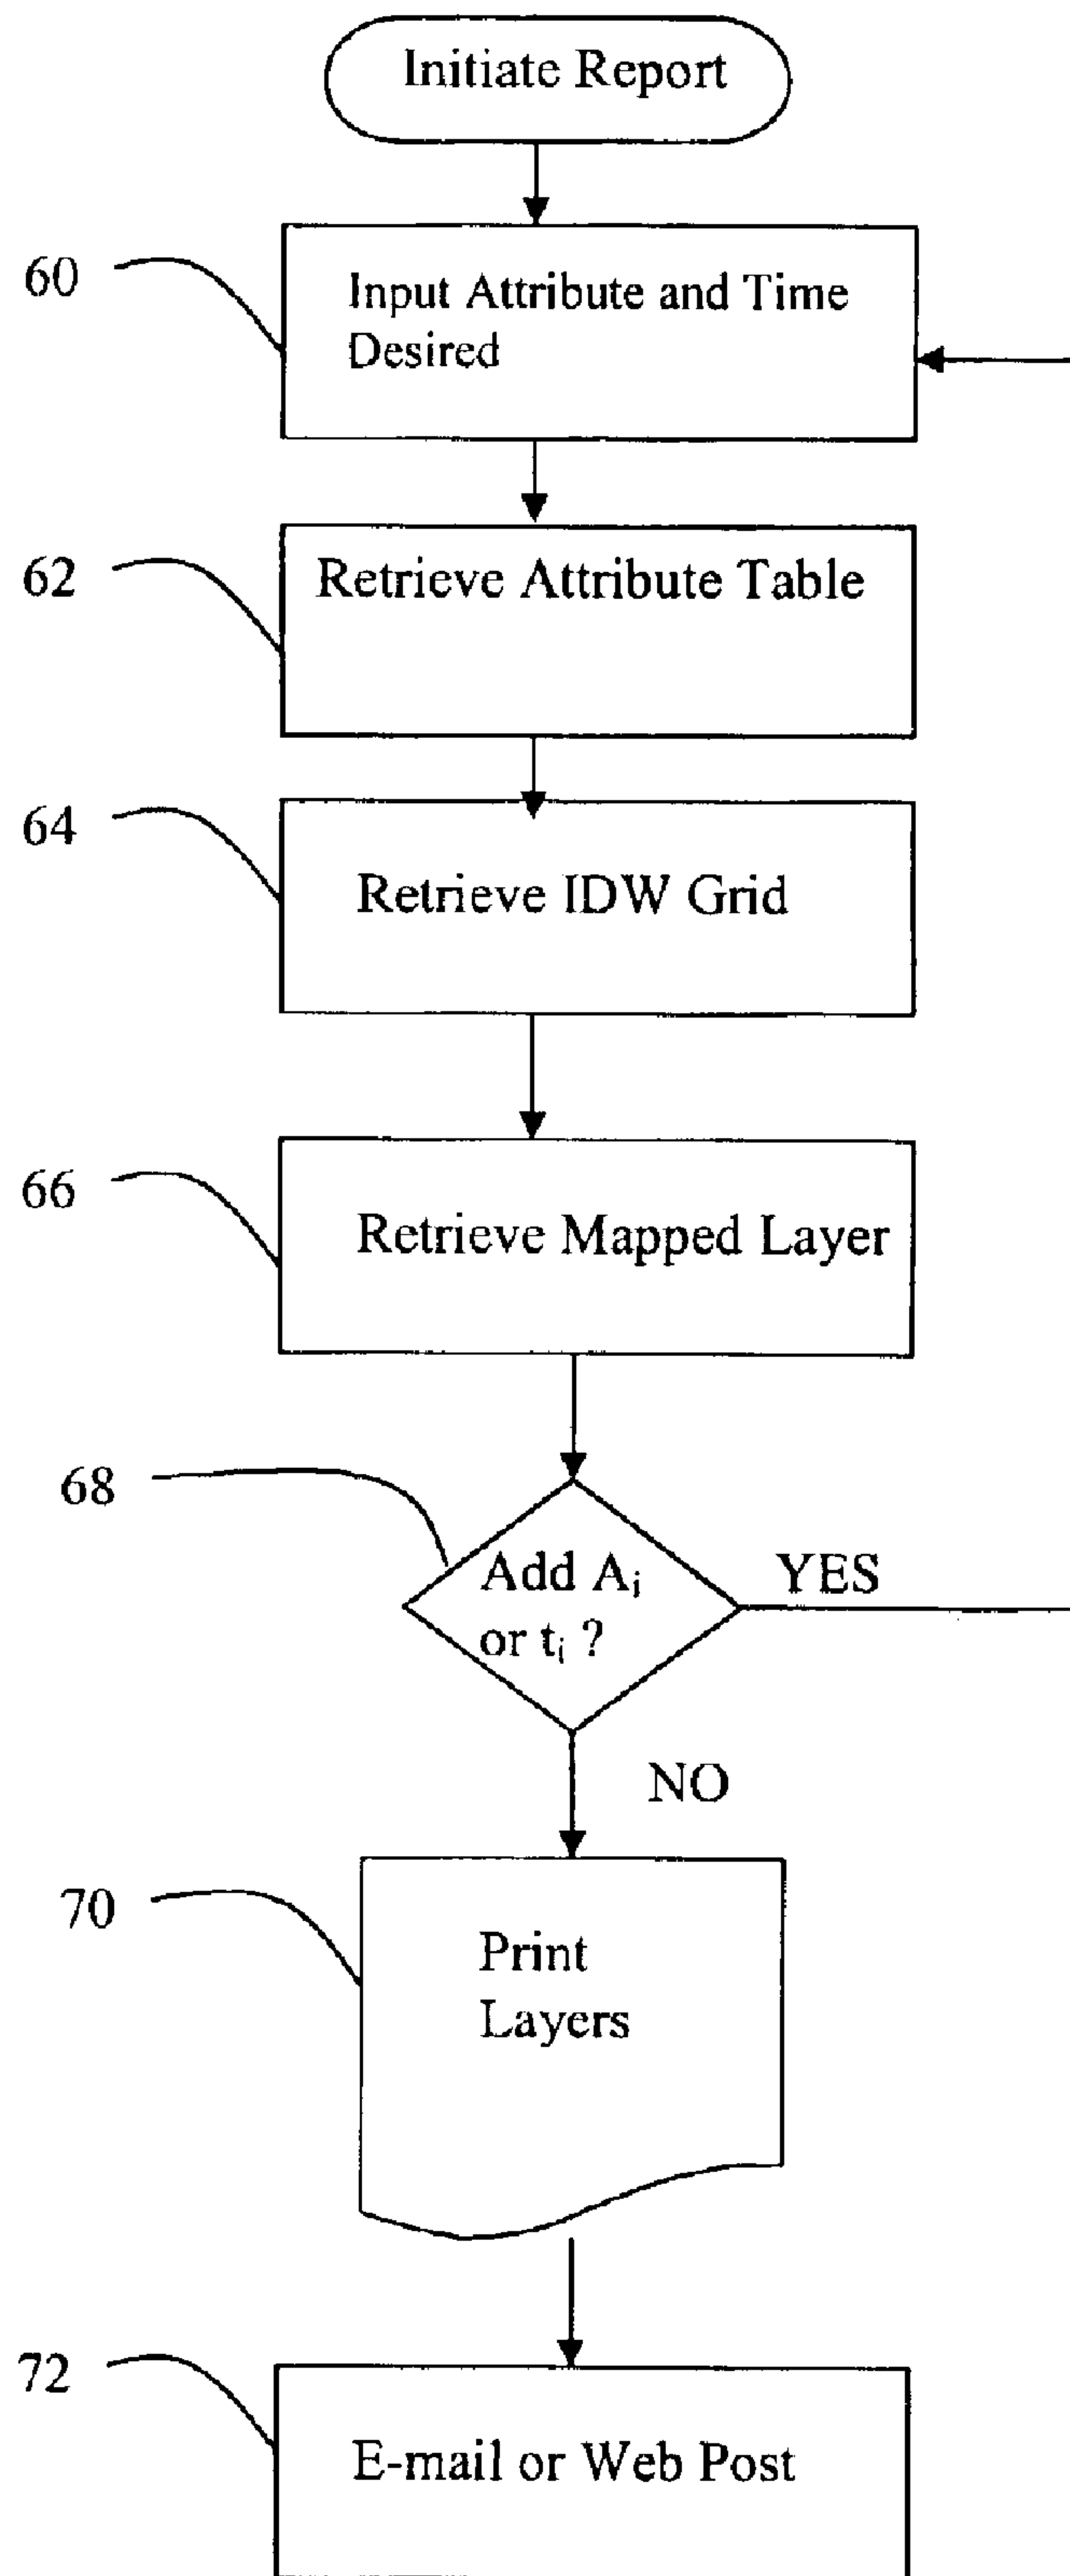 Initiate Report
60
Input Attribute and Time
Desired
62
Retrieve Attribute Table
64
Retrieve IDW Grid
66
Retrieve Mapped Layer
68
Add Aᵢ
or tᵢ ?
YES
NO
70
Print
Layers
72
E-mail or Web Post